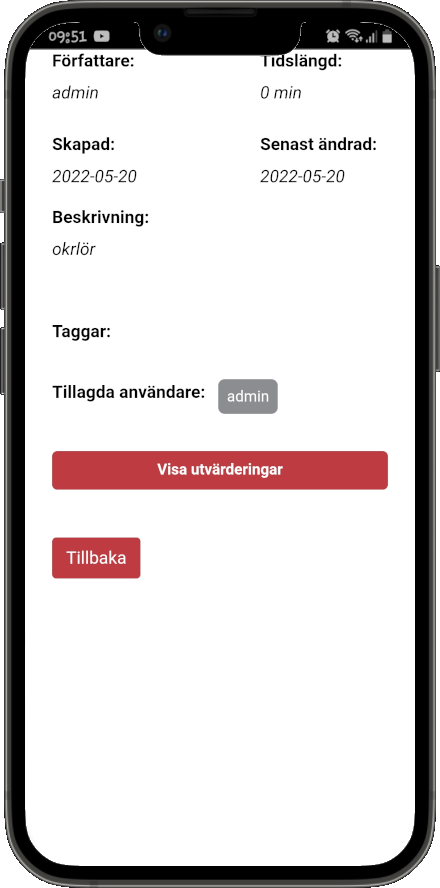 09:51
Författare: Tidslängd:
admin 0 min
Skapad: Senast ändrad:
2022-05-20 2022-05-20
Beskrivning:
okrlör
Taggar:
Tillagda användare: admin
Visa utvärderingar
Tillbaka